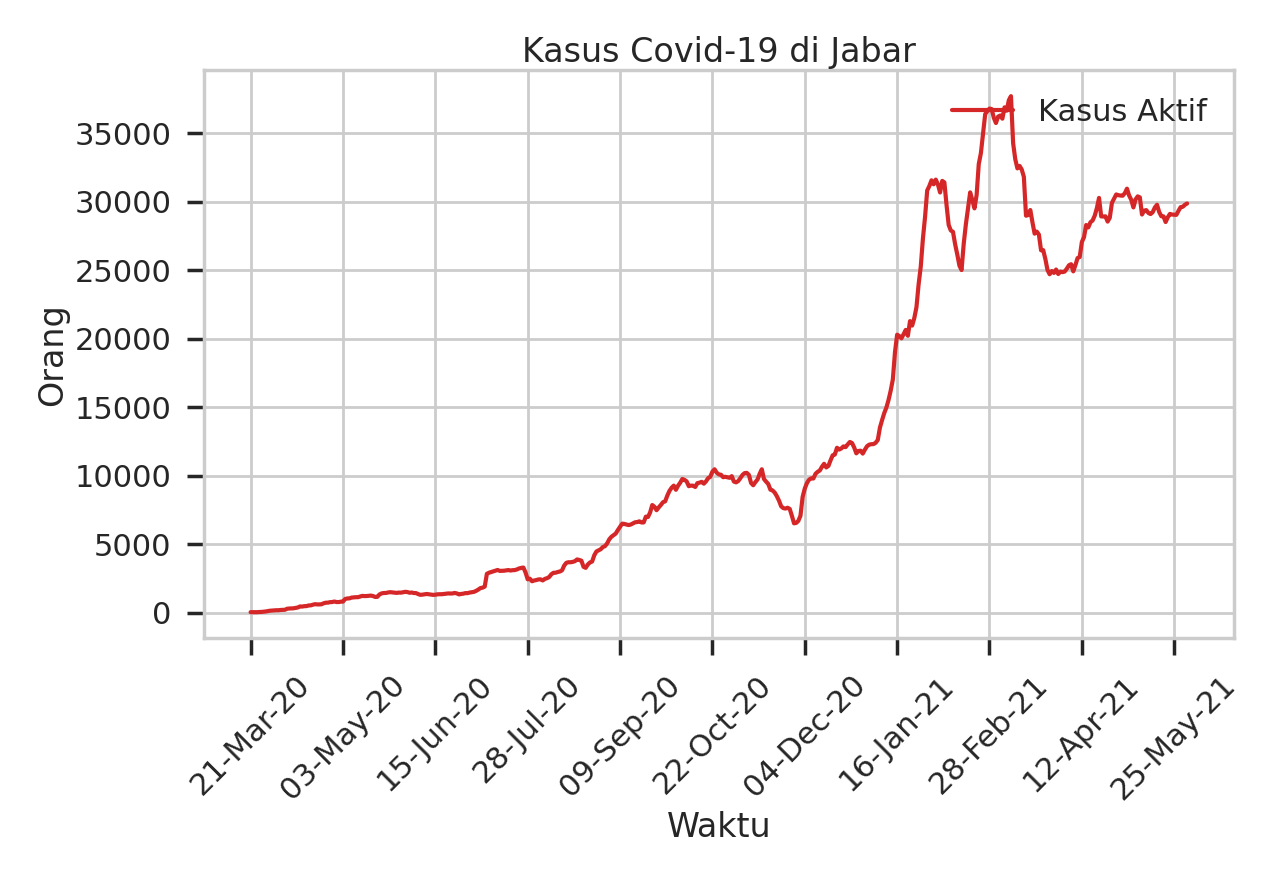 Kasus Covid-19 di Jabar
Kasus Aktif
Orang
35000
30000
25000
20000
15000
10000
5000
0
21-Mar-20
03-May-20
15-Jun-20
28-Jul-20
09-Sep-20
22-Oct-20
04-Dec-20
16-Jan-21
28-Feb-21
12-Apr-21
25-May-21
Waktu